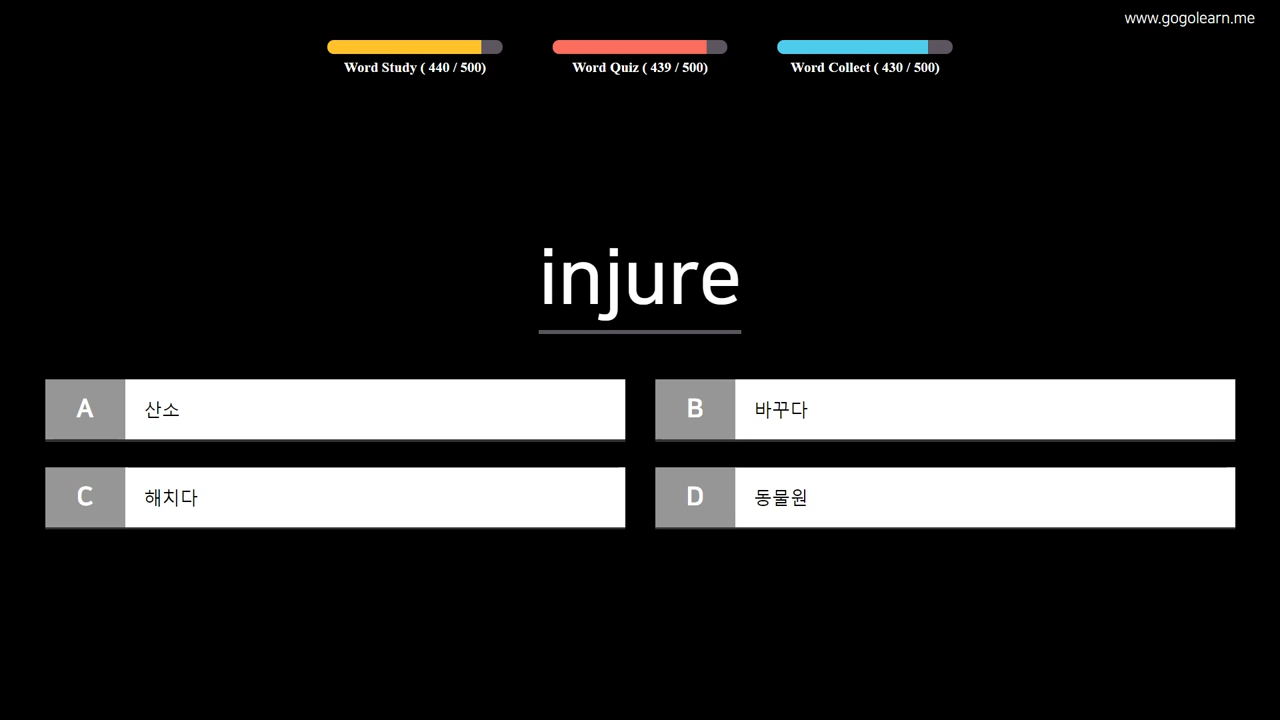 www.gogolearn.me
Word Study ( 440 / 500)
Word Quiz ( 439 / 500)
Word Collect ( 430 / 500)
injure
A 산소
B 바꾸다
C 해치다
D 동물원